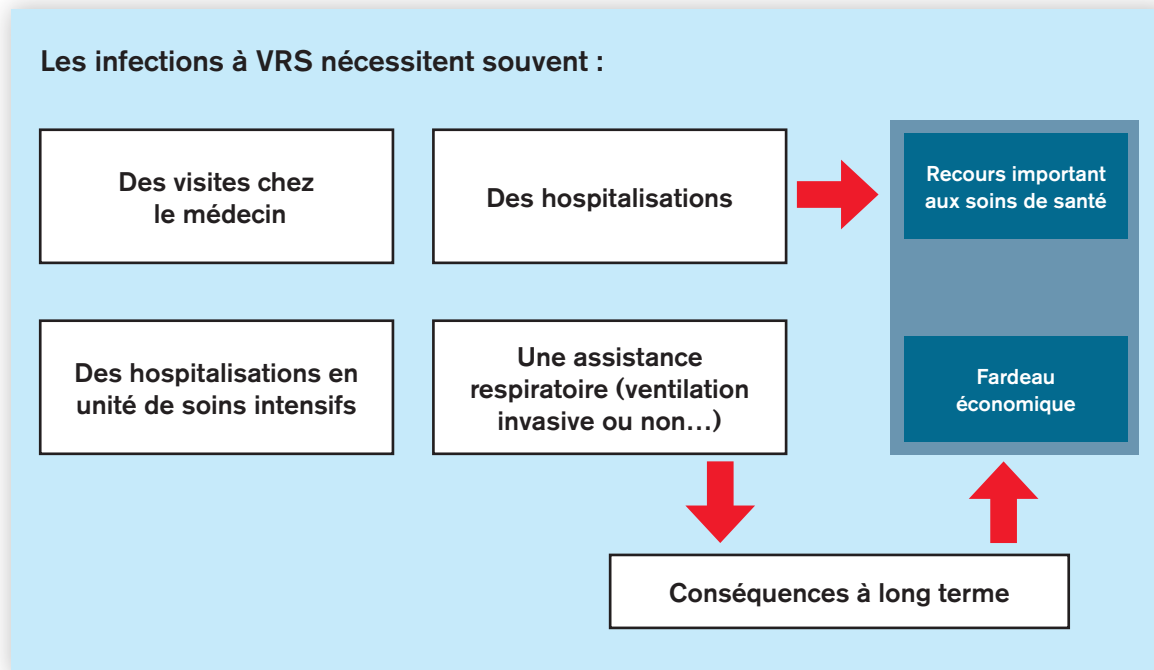 Les infections à VRS nécessitent souvent :
Des visites chez
le médecin
Des hospitalisations
Recours important
aux soins de santé
Des hospitalisations en
unité de soins intensifs
Une assistance
respiratoire (ventilation
invasive ou non…)
Fardeau
économique
Conséquences à long terme